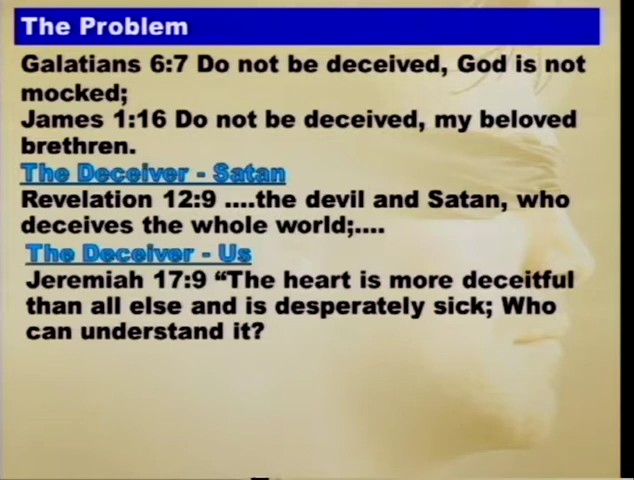 The Problem
Galatians 6:7 Do not be deceived, God is not
mocked;
James 1:16 Do not be deceived, my beloved
brethren.
The Deceiver - Satan
Revelation 12:9 ....the devil and Satan, who
deceives the whole world;....
The Deceiver - Us
Jeremiah 17:9 “The heart is more deceitful
than all else and is desperately sick; Who
can understand it?